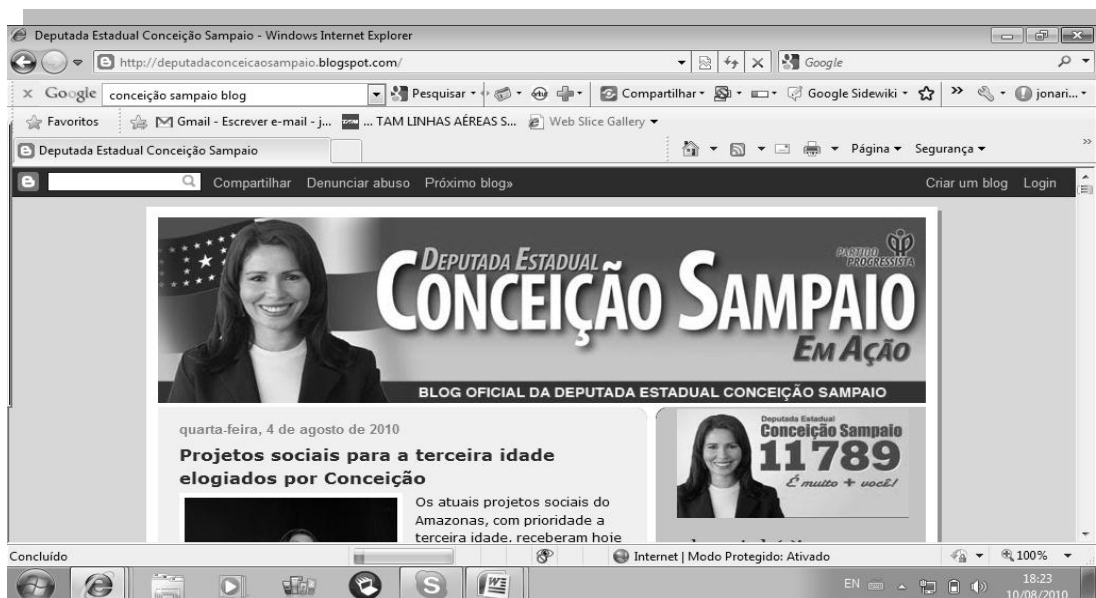 Deputada Estadual Conceição Sampaio - Windows Internet Explorer
http://deputadaconceicaosampaio.blogspot.com/
Google
Google conceição sampaio blog Pesquisar Compartilhar Google Sidewiki jonari...
Favoritos Gmail - Escrever e-mail - j... ... TAM LINHAS AÉREAS S... Web Slice Gallery
Deputada Estadual Conceição Sampaio Página Segurança
Compartilhar Denunciar abuso Próximo blog» Criar um blog Login
PARTIDO PROGRESSISTA
DEPUTADA ESTADUAL
CONCEIÇÃO SAMPAIO
EM AÇÃO
BLOG OFICIAL DA DEPUTADA ESTADUAL CONCEIÇÃO SAMPAIO
quarta-feira, 4 de agosto de 2010
Projetos sociais para a terceira idade
elogiados por Conceição
Os atuais projetos sociais do
Amazonas, com prioridade a
terceira idade, receberam hoje
Deputada Estadual
Conceição Sampaio
11789
É muito + você!
Concluído Internet | Modo Protegido: Ativado 100%
EN 18:23
10/08/2010